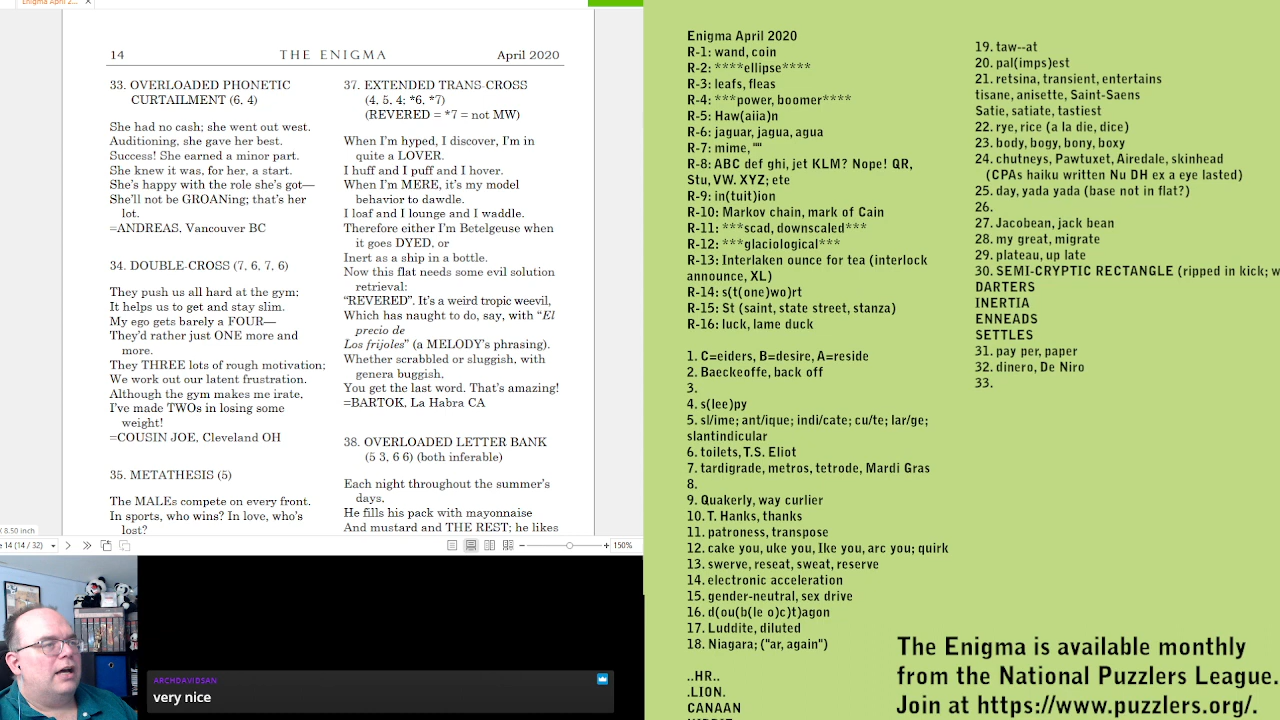 Enigma April 2...
14 THE ENIGMA April 2020
33. OVERLOADED PHONETIC
CURTAILMENT (6, 4)
She had no cash; she went out west.
Auditioning, she gave her best.
Success! She earned a minor part.
She knew it was, for her, a start.
She's happy with the role she's got—
She'll not be GROANing; that's her
lot.
=ANDREAS, Vancouver BC
34. DOUBLE-CROSS (7, 6, 7, 6)
They push us all hard at the gym:
It helps us to get and stay slim.
My ego gets barely a FOUR—
They'd rather just ONE more and
more.
They THREE lots of rough motivation;
We work out our latent frustration.
Although the gym makes me irate,
I've made TWOs in losing some
weight!
=COUSIN JOE, Cleveland OH
35. METATHESIS (5)
The MALEs compete on every front.
In sports, who wins? In love, who's
lost?
37. EXTENDED TRANS-CROSS
(4, 5, 4; *6, *7)
(REVERED = *7 = not MW)
When I'm hyped, I discover, I'm in
quite a LOVER.
I huff and I puff and I hover.
When I'm MERE, it's my model
behavior to dawdle.
I loaf and I lounge and I waddle.
Therefore either I'm Betelgeuse when
it goes DYED, or
Inert as a ship in a bottle.
Now this flat needs some evil solution
retrieval:
“REVERED”. It's a weird tropic weevil,
Which has naught to do, say, with “El
precio de
Los frijoles” (a MELODY's phrasing).
Whether scrabbled or sluggish, with
genera buggish.
You get the last word. That's amazing!
=BARTOK, La Habra CA
38. OVERLOADED LETTER BANK
(5 3, 6 6) (both inferable)
Each night throughout the summer's
days.
He fills his pack with mayonnaise
And mustard and THE REST; he likes
X 8.50 inch
e 14 (14 / 32)
150%
ARCHDAVIDSAN
very nice
Enigma April 2020
R-1: wand, coin
R-2: ****ellipse****
R-3: leafs, fleas
R-4: ***power, boomer****
R-5: Haw(aiia)n
R-6: jaguar, jagua, agua
R-7: mime, ""
R-8: ABC def ghi, jet KLM? Nope! QR,
Stu, VW. XYZ; ete
R-9: in(tuit)ion
R-10: Markov chain, mark of Cain
R-11: ***scad, downscaled***
R-12: ***glaciological***
R-13: Interlaken ounce for tea (interlock
announce, XL)
R-14: s(t(one)wo)rt
R-15: St (saint, state street, stanza)
R-16: luck, lame duck
1. C=eiders, B=desire, A=reside
2. Baeckeoffe, back off
3.
4. s(lee)py
5. sl/ime; ant/ique; indi/cate; cu/te; lar/ge;
slantindicular
6. toilets, T.S. Eliot
7. tardigrade, metros, tetrode, Mardi Gras
8.
9. Quakerly, way curlier
10. T. Hanks, thanks
11. patroness, transpose
12. cake you, uke you, Ike you, arc you; quirk
13. swerve, reseat, sweat, reserve
14. electronic acceleration
15. gender-neutral, sex drive
16. d(ou(b(le o)c)t)agon
17. Luddite, diluted
18. Niagara; ("ar, again")
..HR..
.LION.
CANAAN
19. taw--at
20. pal(imps)est
21. retsina, transient, entertains
tisane, anisette, Saint-Saens
Satie, satiate, tastiest
22. rye, rice (a la die, dice)
23. body, bogy, bony, boxy
24. chutneys, Pawtuxet, Airedale, skinhead
(CPAs haiku written Nu DH ex a eye lasted)
25. day, yada yada (base not in flat?)
26.
27. Jacobean, jack bean
28. my great, migrate
29. plateau, up late
30. SEMI-CRYPTIC RECTANGLE (ripped in kick; w
DARTERS
INERTIA
ENNEADS
SETTLES
31. pay per, paper
32. dinero, De Niro
33.
The Enigma is available monthly
from the National Puzzlers League.
Join at https://www.puzzlers.org/.